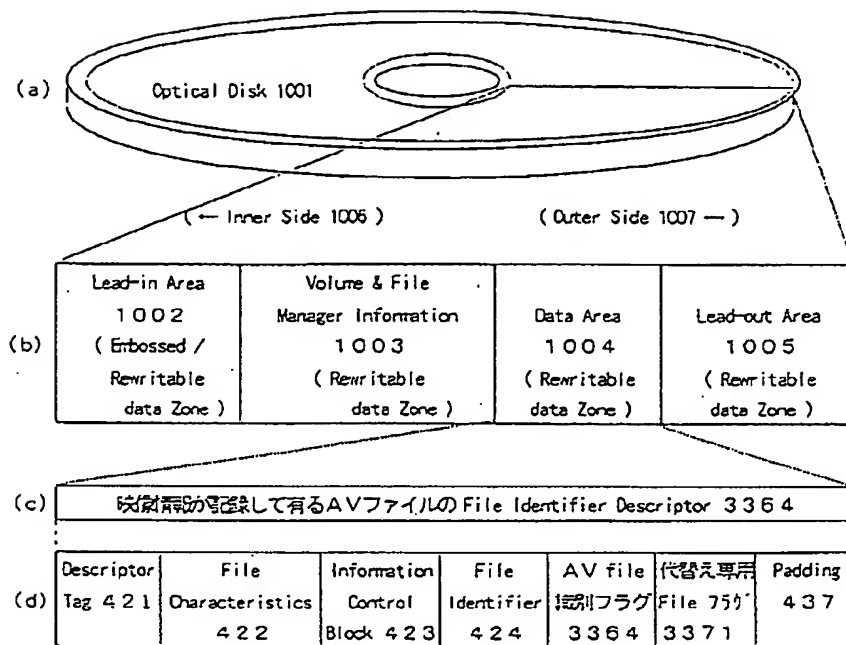 (a)
Optical Disk 1001
(← Inner Side 1006 )
(Outer Side 1007 →)
(b)
Lead-in Area
1002
( Embossed /
Rewritable
data Zone )
Volume & File
Manager Information
1003
( Rewritable
data Zone )
Data Area
1004
( Rewritable
data Zone )
Lead-out Area
1005
( Rewritable
data Zone )
(c)
映像情報が記録して有るAVファイルの File Identifier Descriptor 3364
(d)
Descriptor
Tag 421
File
Characteristics
422
Information
Control
Block 423
File
Identifier
424
AV file
識別フラグ
3364
代替え専用
File フラグ
3371
Padding
437